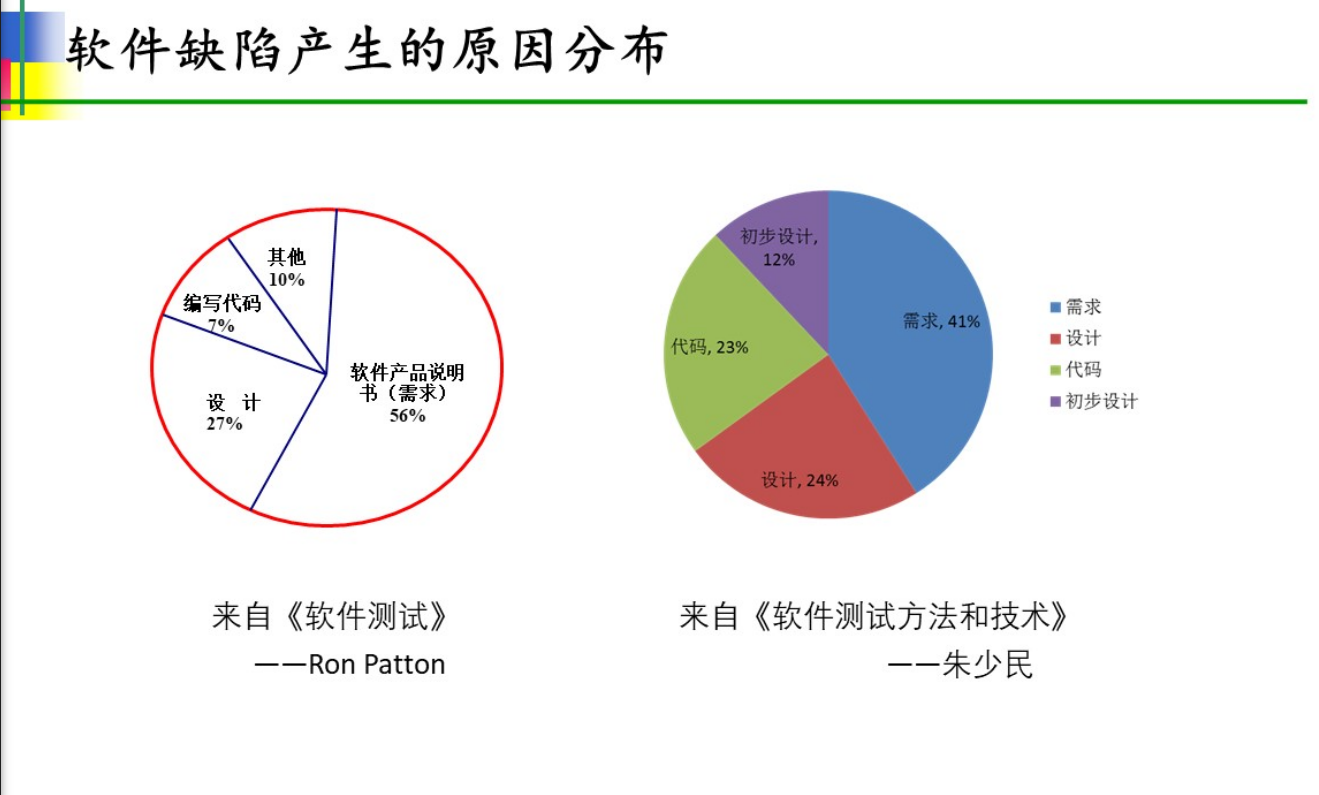 软件缺陷产生的原因分布
其他
10%
编写代码
7%
软件产品说明
书（需求）
56%
设 计
27%
初步设计,
12%
需求, 41%
代码, 23%
设计, 24%
需求
设计
代码
初步设计
来自《软件测试》
——Ron Patton
来自《软件测试方法和技术》
——朱少民